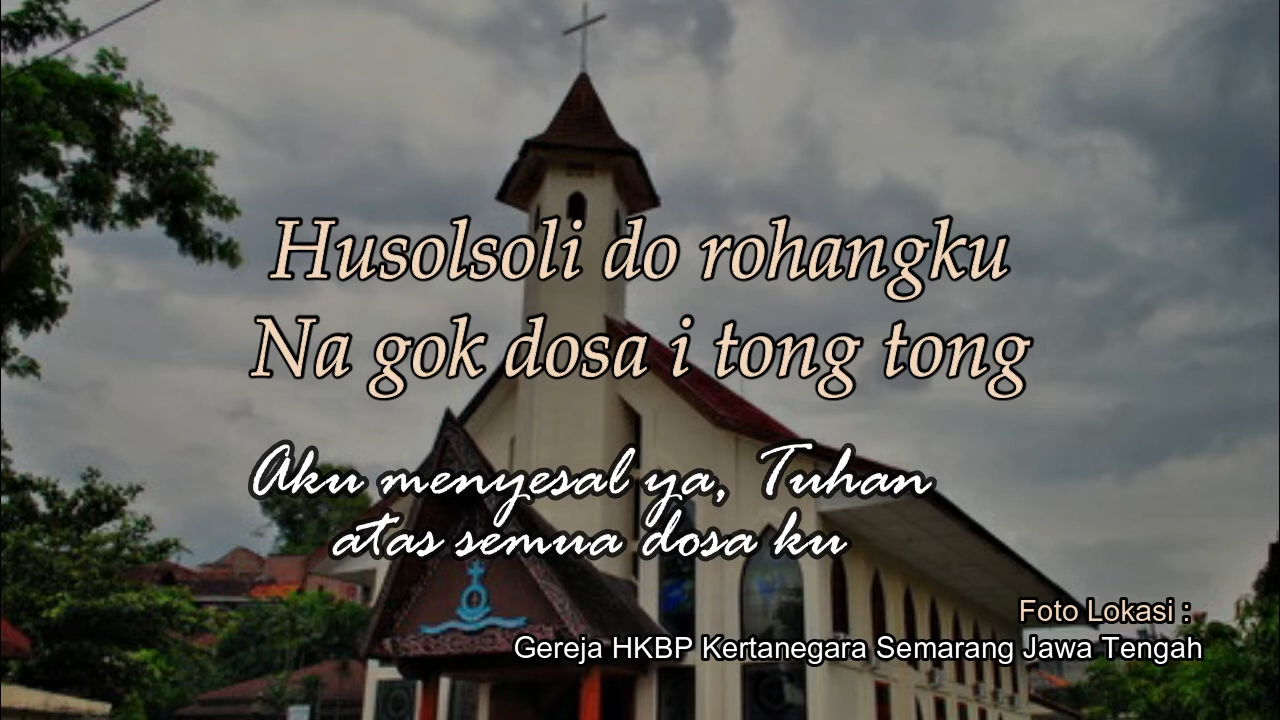 Husolsoli do rohangku
Na gok dosa i tong tong
Aku menyesal ya, Tuhan
atas semua dosa ku
Foto Lokasi :
Gereja HKBP Kertanegara Semarang Jawa Tengah